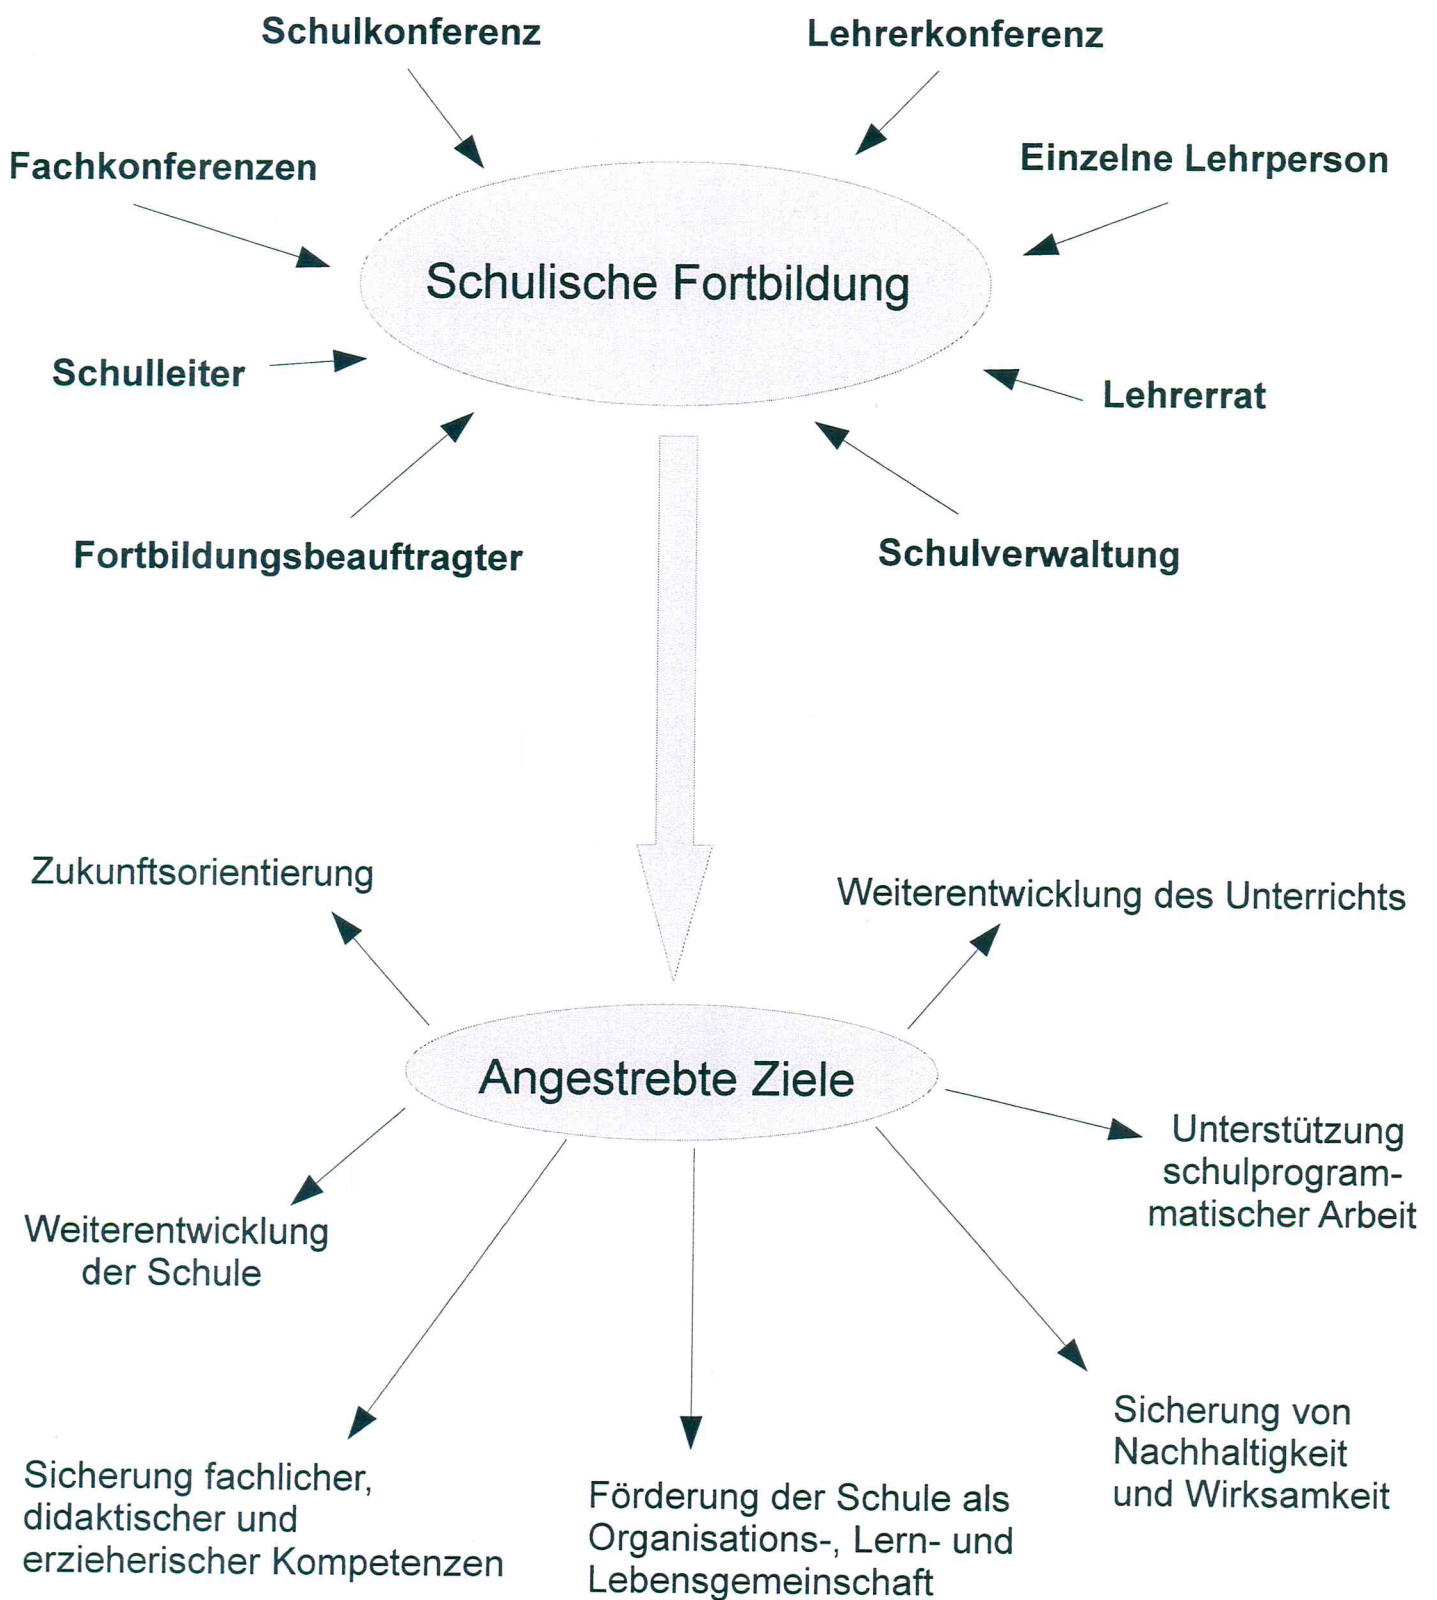 Schulkonferenz
Lehrerkonferenz
Fachkonferenzen
Einzelne Lehrperson
Schulische Fortbildung
Schulleiter
Lehrerrat
Fortbildungsbeauftragter
Schulverwaltung
Zukunftsorientierung
Weiterentwicklung des Unterrichts
Angestrebte Ziele
Unterstützung
schulprogram-
matischer Arbeit
Weiterentwicklung
der Schule
Sicherung von
Nachhaltigkeit
und Wirksamkeit
Sicherung fachlicher,
didaktischer und
erzieherischer Kompetenzen
Förderung der Schule als
Organisations-, Lern- und
Lebensgemeinschaft